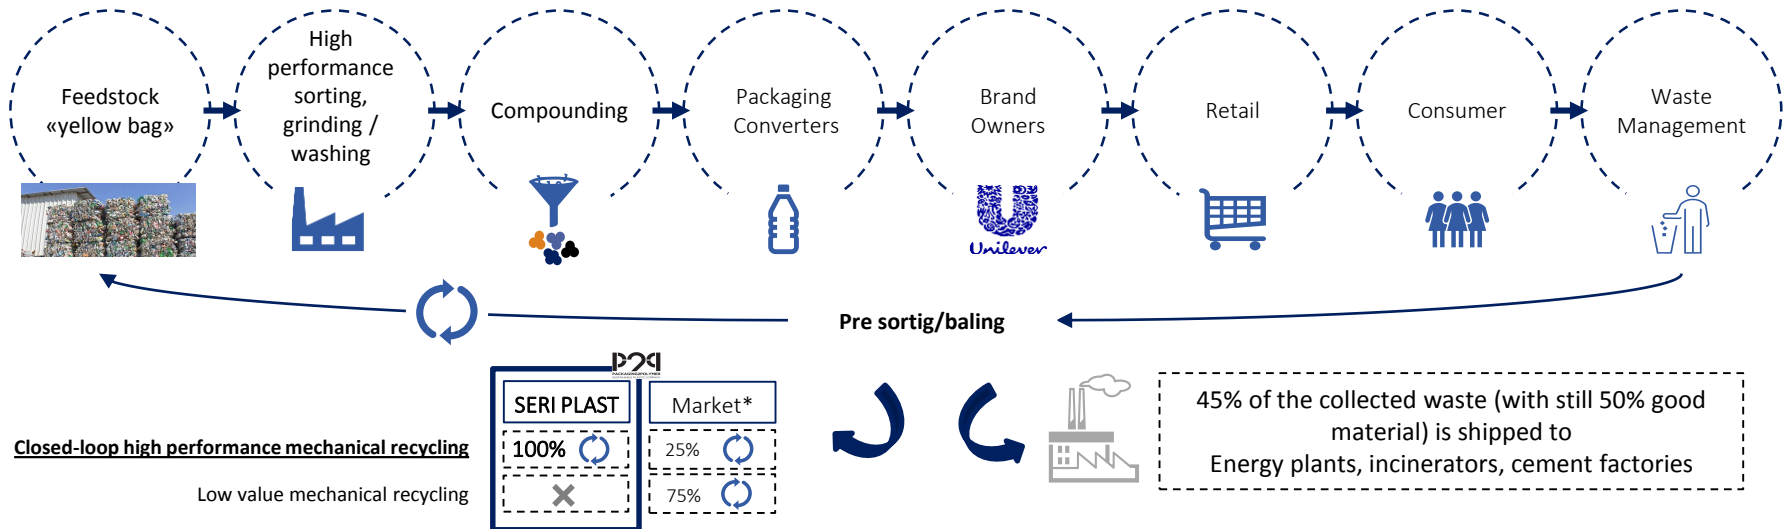 Feedstock
«yellow bag»
High
performance
sorting,
grinding /
washing
Compounding
Packaging
Converters
Brand
Owners
Retail
Consumer
Waste
Management
Unilever
Pre sortig/baling
P2P
PACKAGING2POLYMER
SERI PLAST
Market*
Closed-loop high performance mechanical recycling
100%
25%
Low value mechanical recycling
75%
45% of the collected waste (with still 50% good
material) is shipped to
Energy plants, incinerators, cement factories